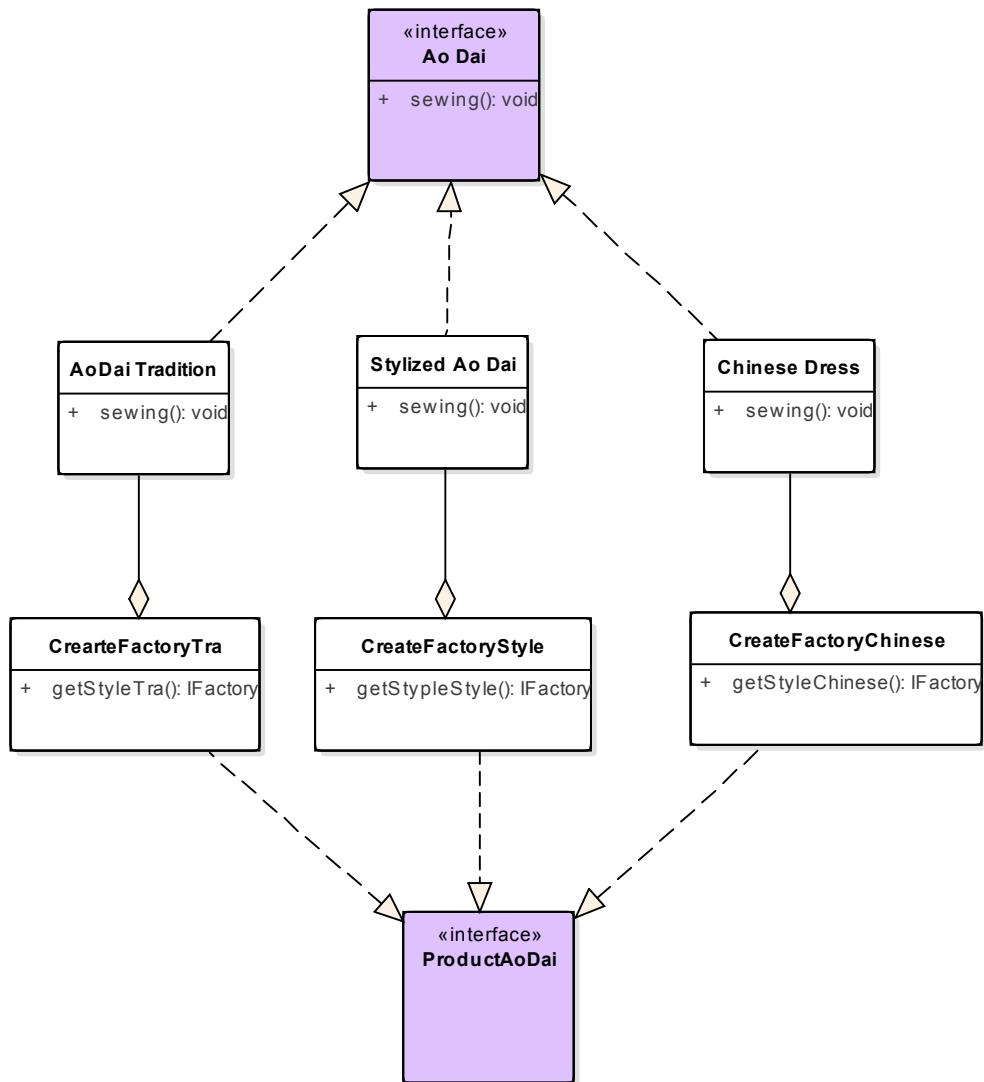 «interface»
Ao Dai
+ sewing(): void
AoDai Tradition
+ sewing(): void
Stylized Ao Dai
+ sewing(): void
Chinese Dress
+ sewing(): void
CrearteFactoryTra
+ getStyleTra(): IFactory
CreateFactoryStyle
+ getStypleStyle(): IFactory
CreateFactoryChinese
+ getStyleChinese(): IFactory
«interface»
ProductAoDai